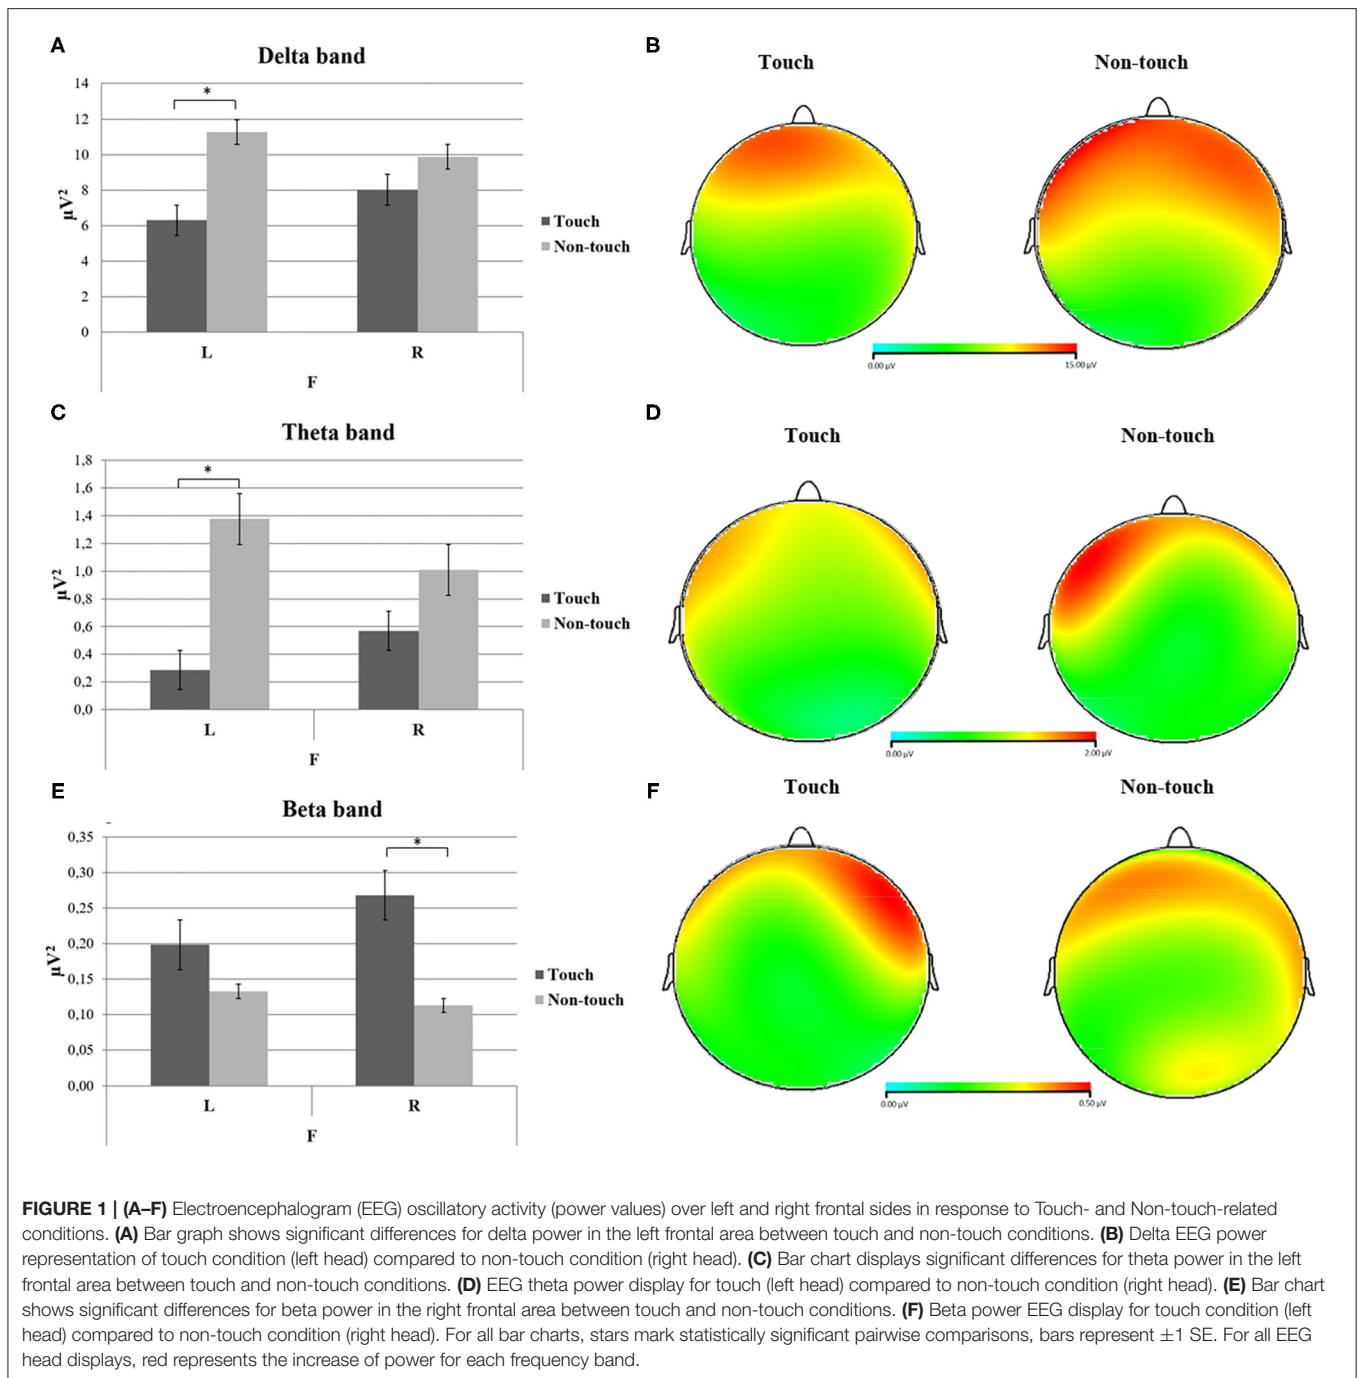 A
Delta band
14
12
10
8
6
4
2
0
µV²
*
L
R
F
Touch
Non-touch
B
Touch
Non-touch
0.00 µV
15.00 µV
C
Theta band
1,8
1,6
1,4
1,2
1,0
0,8
0,6
0,4
0,2
0,0
µV²
*
L
R
F
Touch
Non-touch
D
Touch
Non-touch
0.00 µV
2.00 µV
E
Beta band
0,35
0,30
0,25
0,20
0,15
0,10
0,05
0,00
µV²
*
L
R
F
Touch
Non-touch
F
Touch
Non-touch
0.00 µV
0.50 µV
FIGURE 1 | (A–F) Electroencephalogram (EEG) oscillatory activity (power values) over left and right frontal sides in response to Touch- and Non-touch-related
conditions. (A) Bar graph shows significant differences for delta power in the left frontal area between touch and non-touch conditions. (B) Delta EEG power
representation of touch condition (left head) compared to non-touch condition (right head). (C) Bar chart displays significant differences for theta power in the left
frontal area between touch and non-touch conditions. (D) EEG theta power display for touch (left head) compared to non-touch condition (right head). (E) Bar chart
shows significant differences for beta power in the right frontal area between touch and non-touch conditions. (F) Beta power EEG display for touch condition (left
head) compared to non-touch condition (right head). For all bar charts, stars mark statistically significant pairwise comparisons, bars represent ±1 SE. For all EEG
head displays, red represents the increase of power for each frequency band.